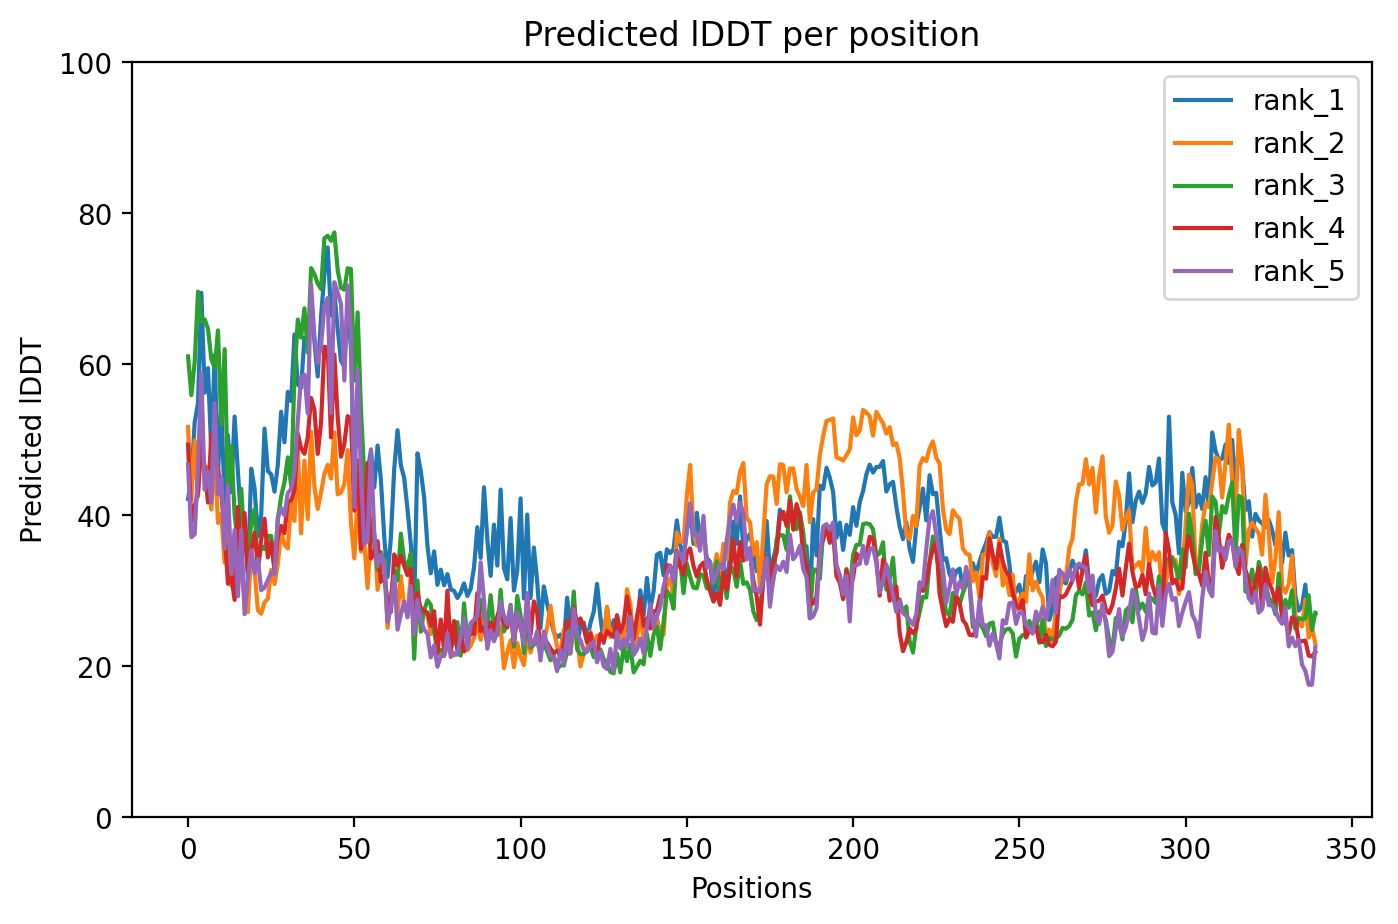 Predicted lDDT per position
100
80
60
40
20
0
Predicted lDDT
rank_1
rank_2
rank_3
rank_4
rank_5
0 50 100 150 200 250 300 350
Positions